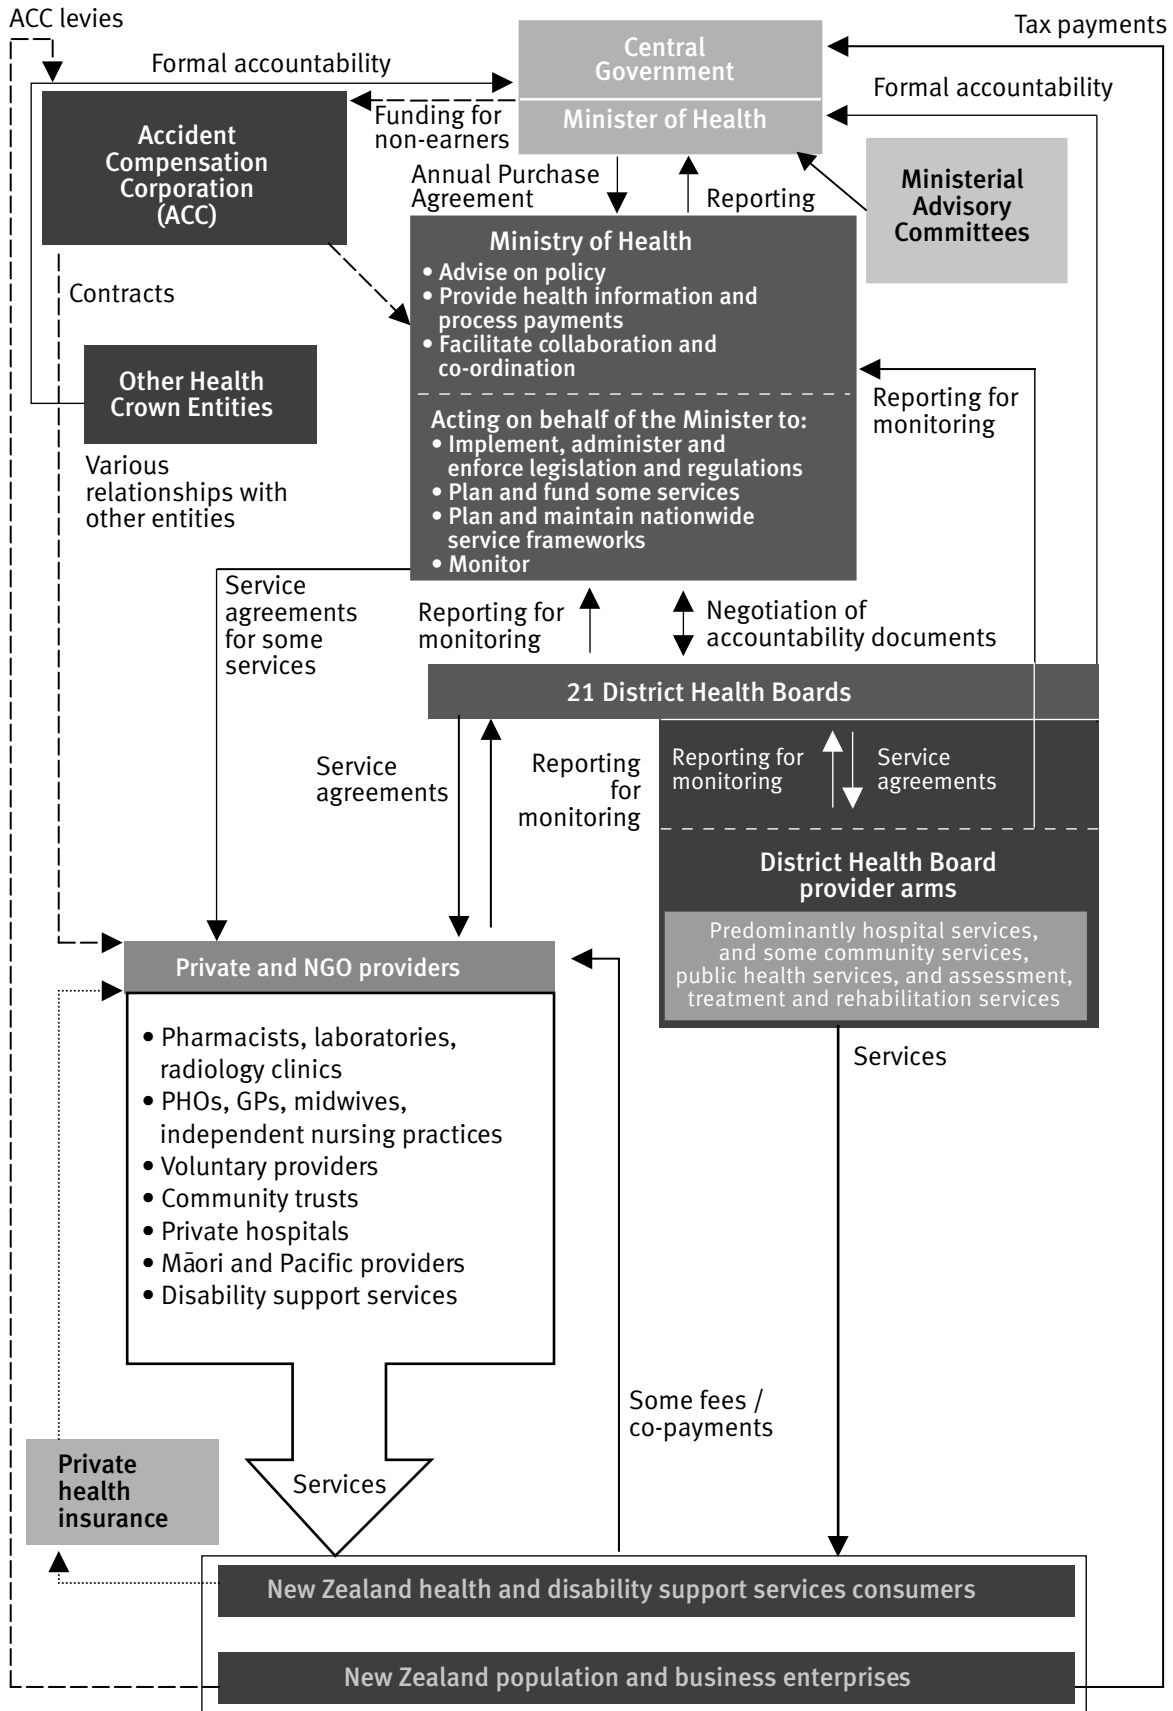 ACC levies
Tax payments
Central
Government
Formal accountability
Formal accountability
Funding for
non-earners
Minister of Health
Accident
Compensation
Corporation
(ACC)
Annual Purchase
Agreement
Reporting
Ministerial
Advisory
Committees
Ministry of Health
• Advise on policy
• Provide health information and
process payments
• Facilitate collaboration and
co-ordination
Contracts
Other Health
Crown Entities
Reporting for
monitoring
Acting on behalf of the Minister to:
• Implement, administer and
enforce legislation and regulations
• Plan and fund some services
• Plan and maintain nationwide
service frameworks
• Monitor
Various
relationships with
other entities
Service
agreements
for some
services
Reporting for
monitoring
Negotiation of
accountability documents
21 District Health Boards
Service
agreements
Reporting
for
monitoring
Reporting for
monitoring
Service
agreements
District Health Board
provider arms
Predominantly hospital services,
and some community services,
public health services, and assessment,
treatment and rehabilitation services
Private and NGO providers
Services
• Pharmacists, laboratories,
radiology clinics
• PHOs, GPs, midwives,
independent nursing practices
• Voluntary providers
• Community trusts
• Private hospitals
• Māori and Pacific providers
• Disability support services
Some fees /
co-payments
Private
health
insurance
Services
New Zealand health and disability support services consumers
New Zealand population and business enterprises